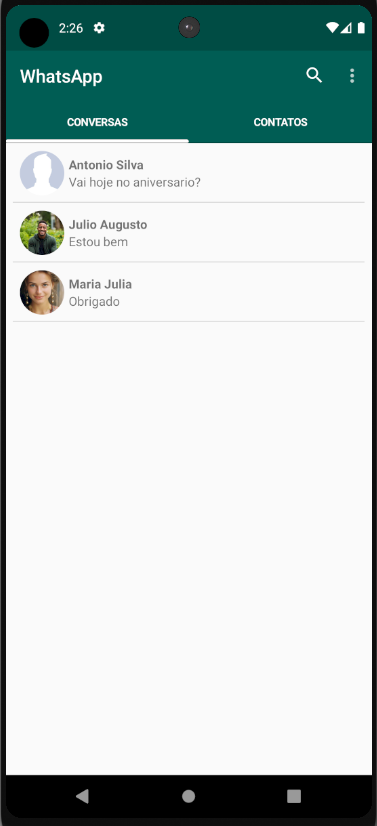 2:26
WhatsApp
CONVERSAS
CONTATOS
Antonio Silva
Vai hoje no aniversario?
Julio Augusto
Estou bem
Maria Julia
Obrigado